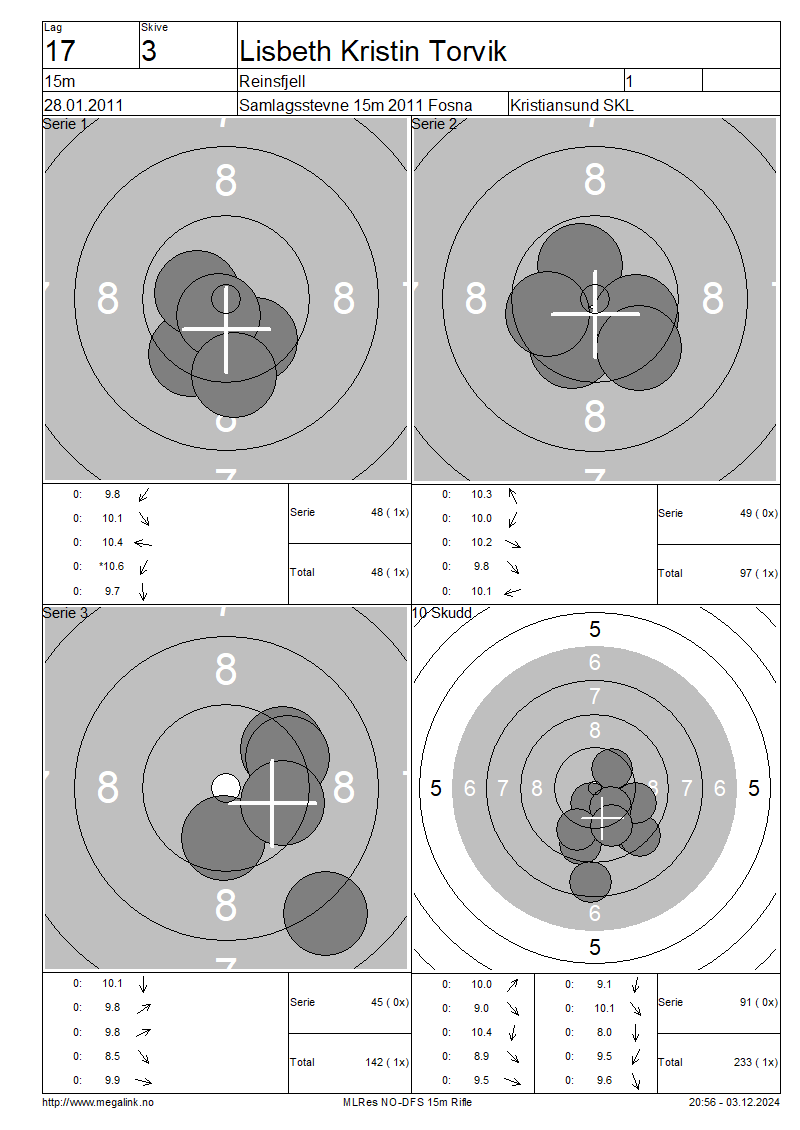 Lag
Skive
17
3
Lisbeth Kristin Torvik
15m
Reinsfjell
1
28.01.2011
Samlagsstevne 15m 2011 Fosna
Kristiansund SKL
Serie 1
7
8
8 8
7
8
7
0: 9.8
0: 10.1
0: 10.4
0: *10.6
0: 9.7
Serie 48 ( 1x)
Total 48 ( 1x)
Serie 2
7
8
8 8
7
8
7
0: 10.3
0: 10.0
0: 10.2
0: 9.8
0: 10.1
Serie 49 ( 0x)
Total 97 ( 1x)
Serie 3
7
8
8 8
7
8
7
0: 10.1
0: 9.8
0: 9.8
0: 8.5
0: 9.9
Serie 45 ( 0x)
Total 142 ( 1x)
10 Skudd
5
6
7
8
5 6 7 8 8 7 6 5
6
5
0: 10.0
0: 9.0
0: 10.4
0: 8.9
0: 9.5
0: 9.1
0: 10.1
0: 8.0
0: 9.5
0: 9.6
Serie 91 ( 0x)
Total 233 ( 1x)
http://www.megalink.no
MLRes NO-DFS 15m Rifle
20:56 - 03.12.2024